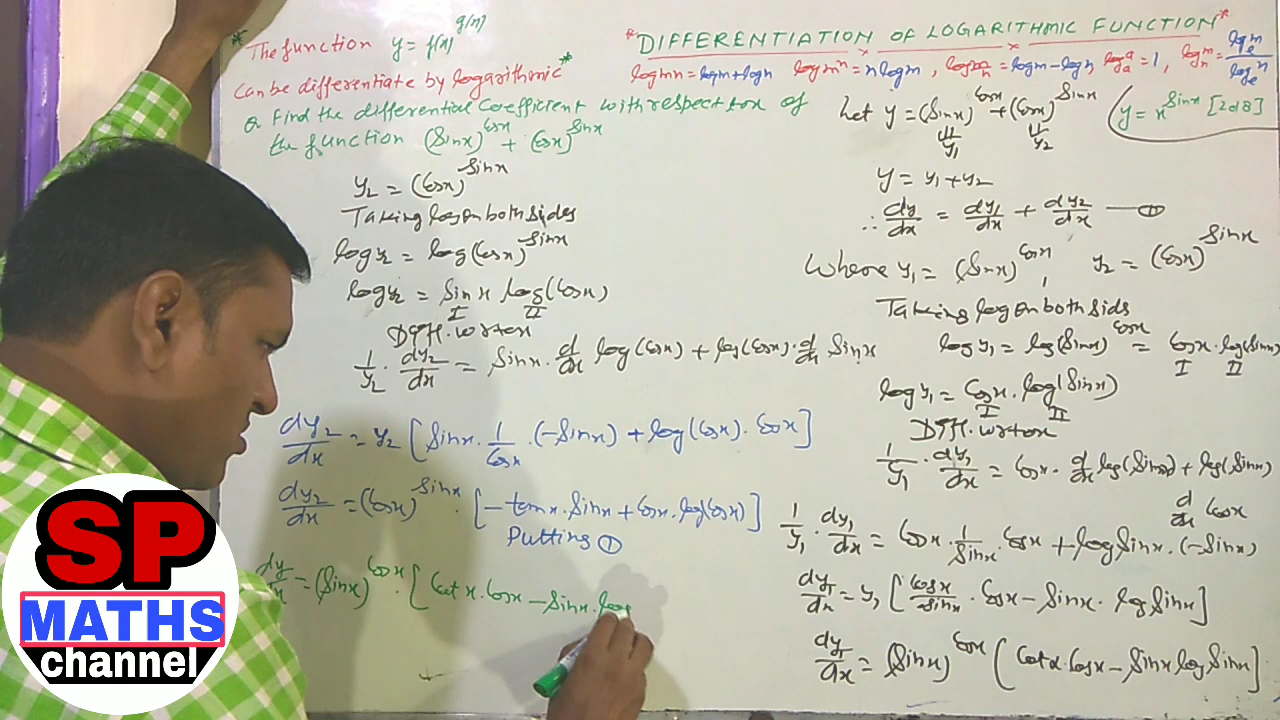 * The function y = f(x)^g(x)
can be differentiate by logarithmic*
Q Find the differential Coefficient with respect to x of
the function (Sinx)^Cosx + (Cosx)^Sinx
y₂ = (Cosx)^Sinx
Taking log on both sides
log y₂ = log(Cosx)^Sinx
log y₂ = Sin x log(Cosx)
I II
Diff. w.r to x
1/y₂ · dy₂/dx = Sinx · d/dx log(Cosx) + log(Cosx) · d/dx Sinx
dy₂/dx = y₂ [Sinx · 1/Cosx · (-Sinx) + log(Cosx) · Cosx]
dy₂/dx = (Cosx)^Sinx · [-tanx · Sinx + Cosx · log(Cosx)]
Putting ①
dy/dx = (Sinx)^Cosx · [Cotx · Cosx - Sinx · log
*DIFFERENTIATION OF LOGARITHMIC FUNCTION*
logmn = logm + logn log m^n = n logm, log m/n = logm - logn, log_a a = 1, log_n m = log_e m / log_e n
Let y = (Sinx)^Cosx + (Cosx)^Sinx
y₁ y₂
y = x^Sinx [2018]
y = y₁ + y₂
∴ dy/dx = dy₁/dx + dy₂/dx — ①
Where y₁ = (Sinx)^Cosx, y₂ = (Cosx)^Sinx
Taking log on both sids
log y₁ = log(Sinx)^Cosx = Cosx · log(Sinx)
I II
log y₁ = Cosx · log(Sinx)
I II
Diff. w.r to x
1/y₁ · dy₁/dx = Cosx · d/dx log(Sinx) + log(Sinx)
d/dx Cosx
1/y₁ · dy₁/dx = Cosx · 1/Sinx · Cosx + log Sinx · (-Sinx)
dy₁/dx = y₁ [Cosx/Sinx · Cosx - Sinx · log Sinx]
dy₁/dx = (Sinx)^Cosx [Cotx · Cosx - Sinx log Sinx]
SP
MATHS
channel